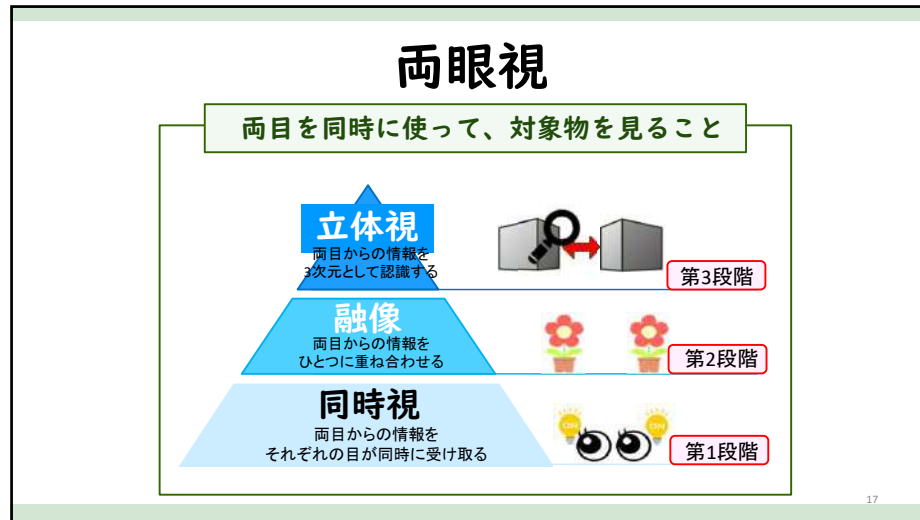 両眼視
両目を同時に使って、対象物を見ること
立体視
両目からの情報を
3次元として認識する
第3段階
融像
両目からの情報を
ひとつに重ね合わせる
第2段階
同時視
両目からの情報を
それぞれの目が同時に受け取る
ON
ON
第1段階
17